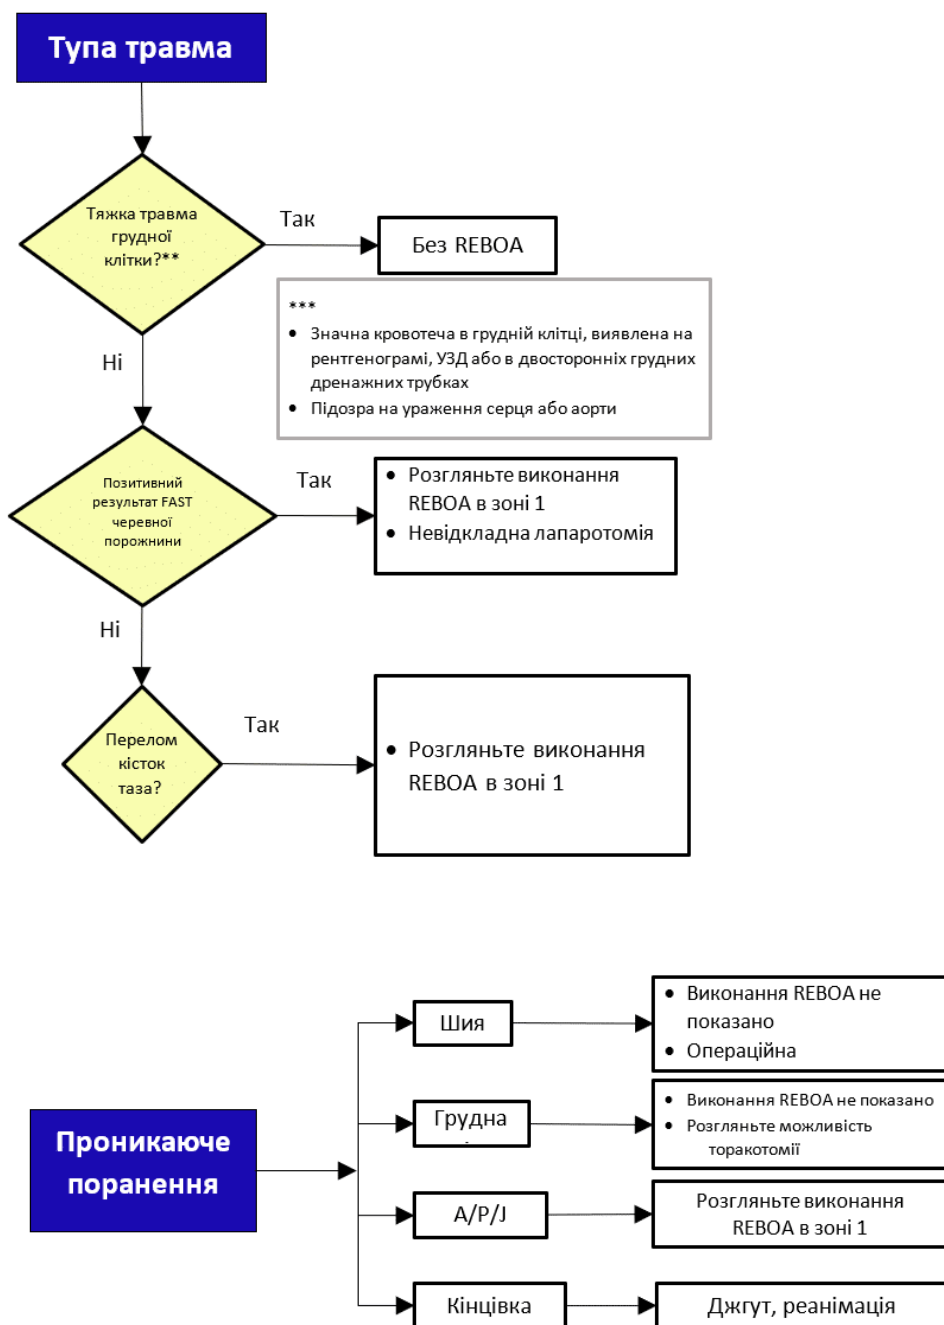 Тупа травма
Тяжка травма
грудної
клітки?**
Так
Без REBOA
***
• Значна кровотеча в грудній клітці, виявлена на
рентгенограмі, УЗД або в двосторонніх грудних
дренажних трубках
• Підозра на ураження серця або аорти
Ні
Позитивний
результат FAST
черевної
порожнини
Так
• Розгляньте виконання
REBOA в зоні 1
• Невідкладна лапаротомія
Ні
Перелом
кісток
таза?
Так
• Розгляньте виконання
REBOA в зоні 1
Проникаюче
поранення
Шия
• Виконання REBOA не
показано
• Операційна
Грудна
• Виконання REBOA не показано
• Розгляньте можливість
торакотомії
A/P/J
Розгляньте виконання
REBOA в зоні 1
Кінцівка
Джгут, реанімація